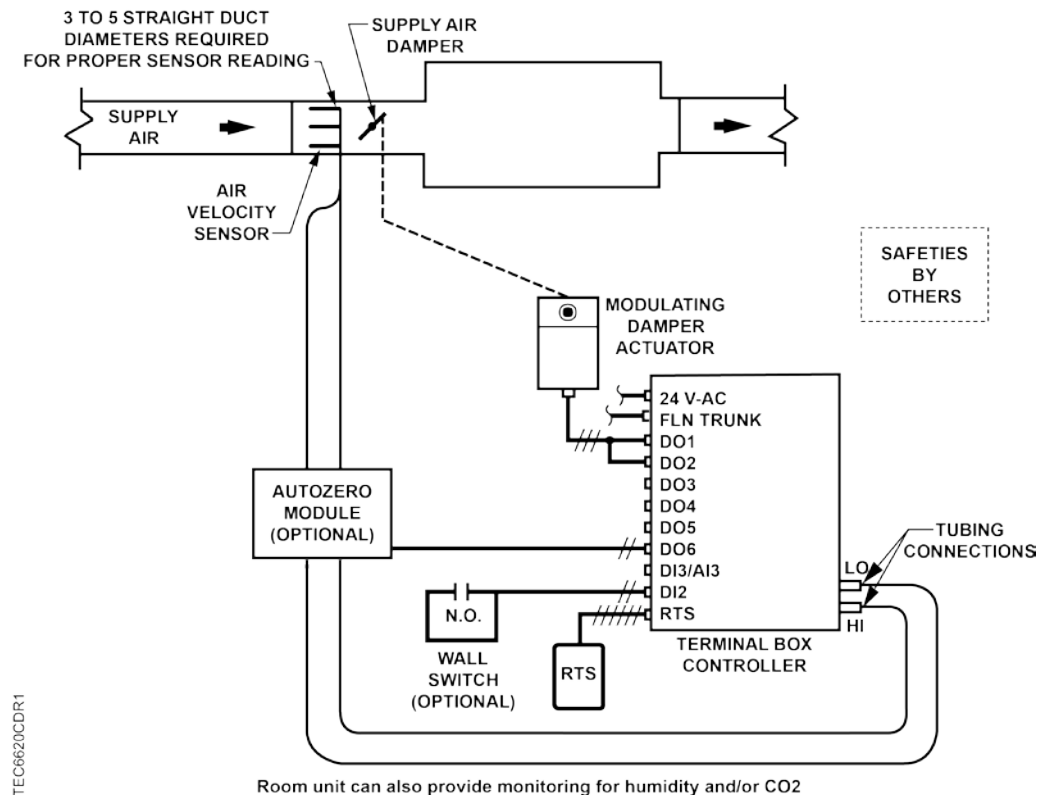 3 TO 5 STRAIGHT DUCT
DIAMETERS REQUIRED
FOR PROPER SENSOR READING
SUPPLY AIR
DAMPER
SUPPLY
AIR
AIR
VELOCITY
SENSOR
SAFETIES
BY
OTHERS
MODULATING
DAMPER
ACTUATOR
24 V-AC
FLN TRUNK
DO1
DO2
DO3
DO4
DO5
DO6
DI3/AI3
DI2
RTS
AUTOZERO
MODULE
(OPTIONAL)
TUBING
CONNECTIONS
LO
HI
N.O.
WALL
SWITCH
(OPTIONAL)
RTS
TERMINAL BOX
CONTROLLER
TEC6620CDR1
Room unit can also provide monitoring for humidity and/or CO2